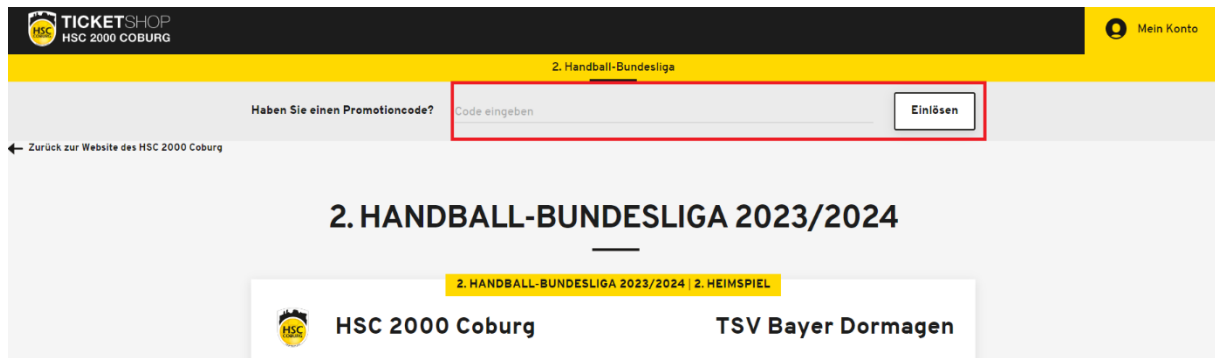 TICKETSHOP
HSC 2000 COBURG
Mein Konto
2. Handball-Bundesliga
Haben Sie einen Promotioncode? Code eingeben Einlösen
Zurück zur Website des HSC 2000 Coburg
2. HANDBALL-BUNDESLIGA 2023/2024
2. HANDBALL-BUNDESLIGA 2023/2024 | 2. HEIMSPIEL
HSC 2000 Coburg TSV Bayer Dormagen
HSC
COBURG